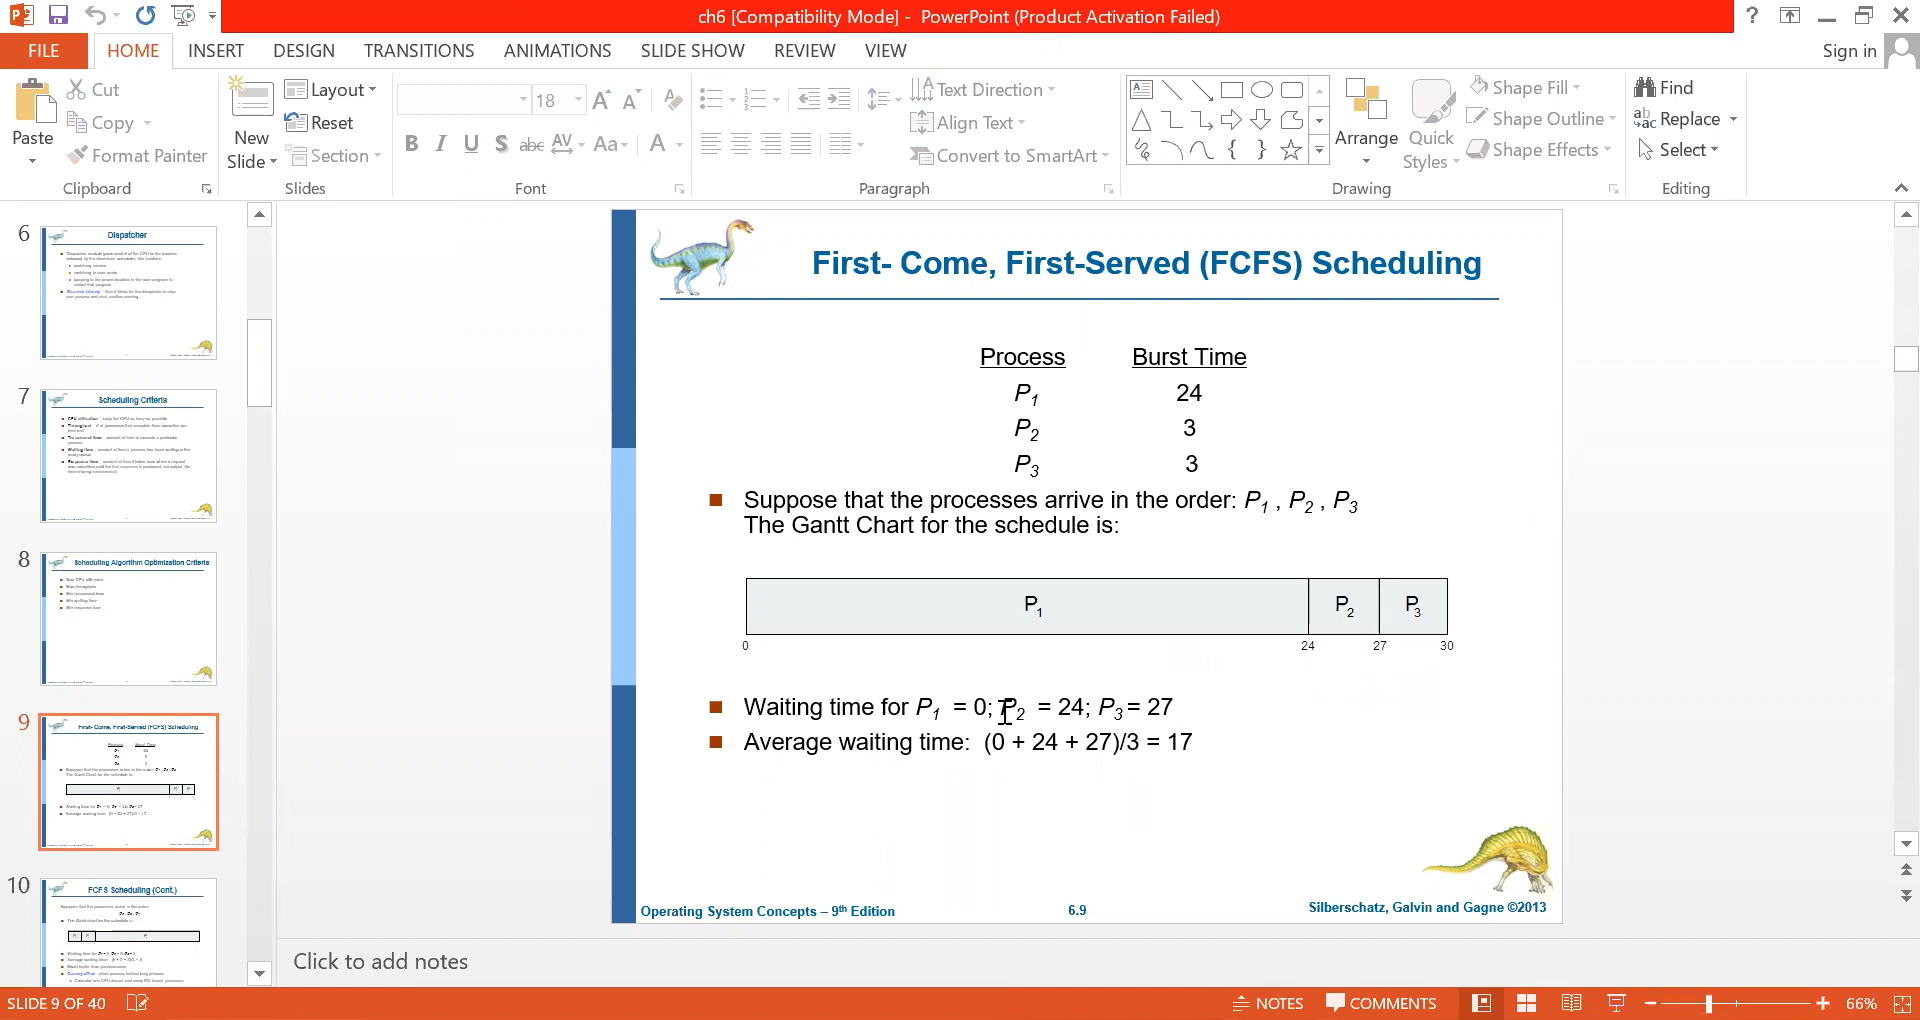 ch6 [Compatibility Mode] - PowerPoint (Product Activation Failed)
FILE HOME INSERT DESIGN TRANSITIONS ANIMATIONS SLIDE SHOW REVIEW VIEW Sign in
Cut
Copy
Format Painter
Paste
Clipboard
New Slide
Layout
Reset
Section
Slides
18
Font
Text Direction
Align Text
Convert to SmartArt
Paragraph
Arrange
Quick Styles
Shape Fill
Shape Outline
Shape Effects
Drawing
Find
Replace
Select
Editing
6
Dispatcher
7
Scheduling Criteria
8
Scheduling Algorithm Optimization Criteria
9
First- Come, First-Served (FCFS) Scheduling
10
FCFS Scheduling (Cont.)
First- Come, First-Served (FCFS) Scheduling
Process Burst Time
P1 24
P2 3
P3 3
Suppose that the processes arrive in the order: P1 , P2 , P3
The Gantt Chart for the schedule is:
P1 P2 P3
0 24 27 30
Waiting time for P1 = 0; P2 = 24; P3 = 27
Average waiting time: (0 + 24 + 27)/3 = 17
Operating System Concepts – 9th Edition 6.9 Silberschatz, Galvin and Gagne ©2013
Click to add notes
SLIDE 9 OF 40 NOTES COMMENTS 66%